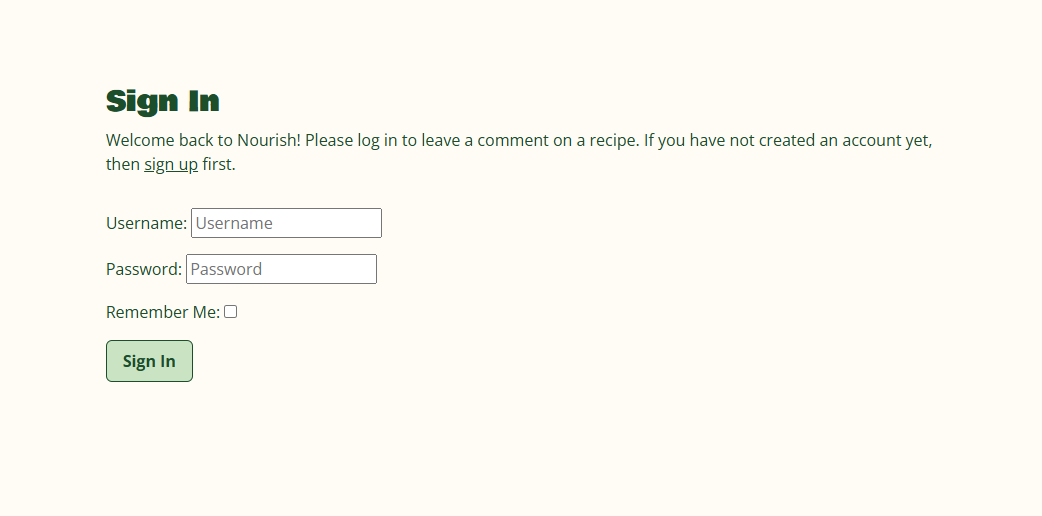 Sign In
Welcome back to Nourish! Please log in to leave a comment on a recipe. If you have not created an account yet,
then sign up first.
Username: Username
Password: Password
Remember Me:
Sign In